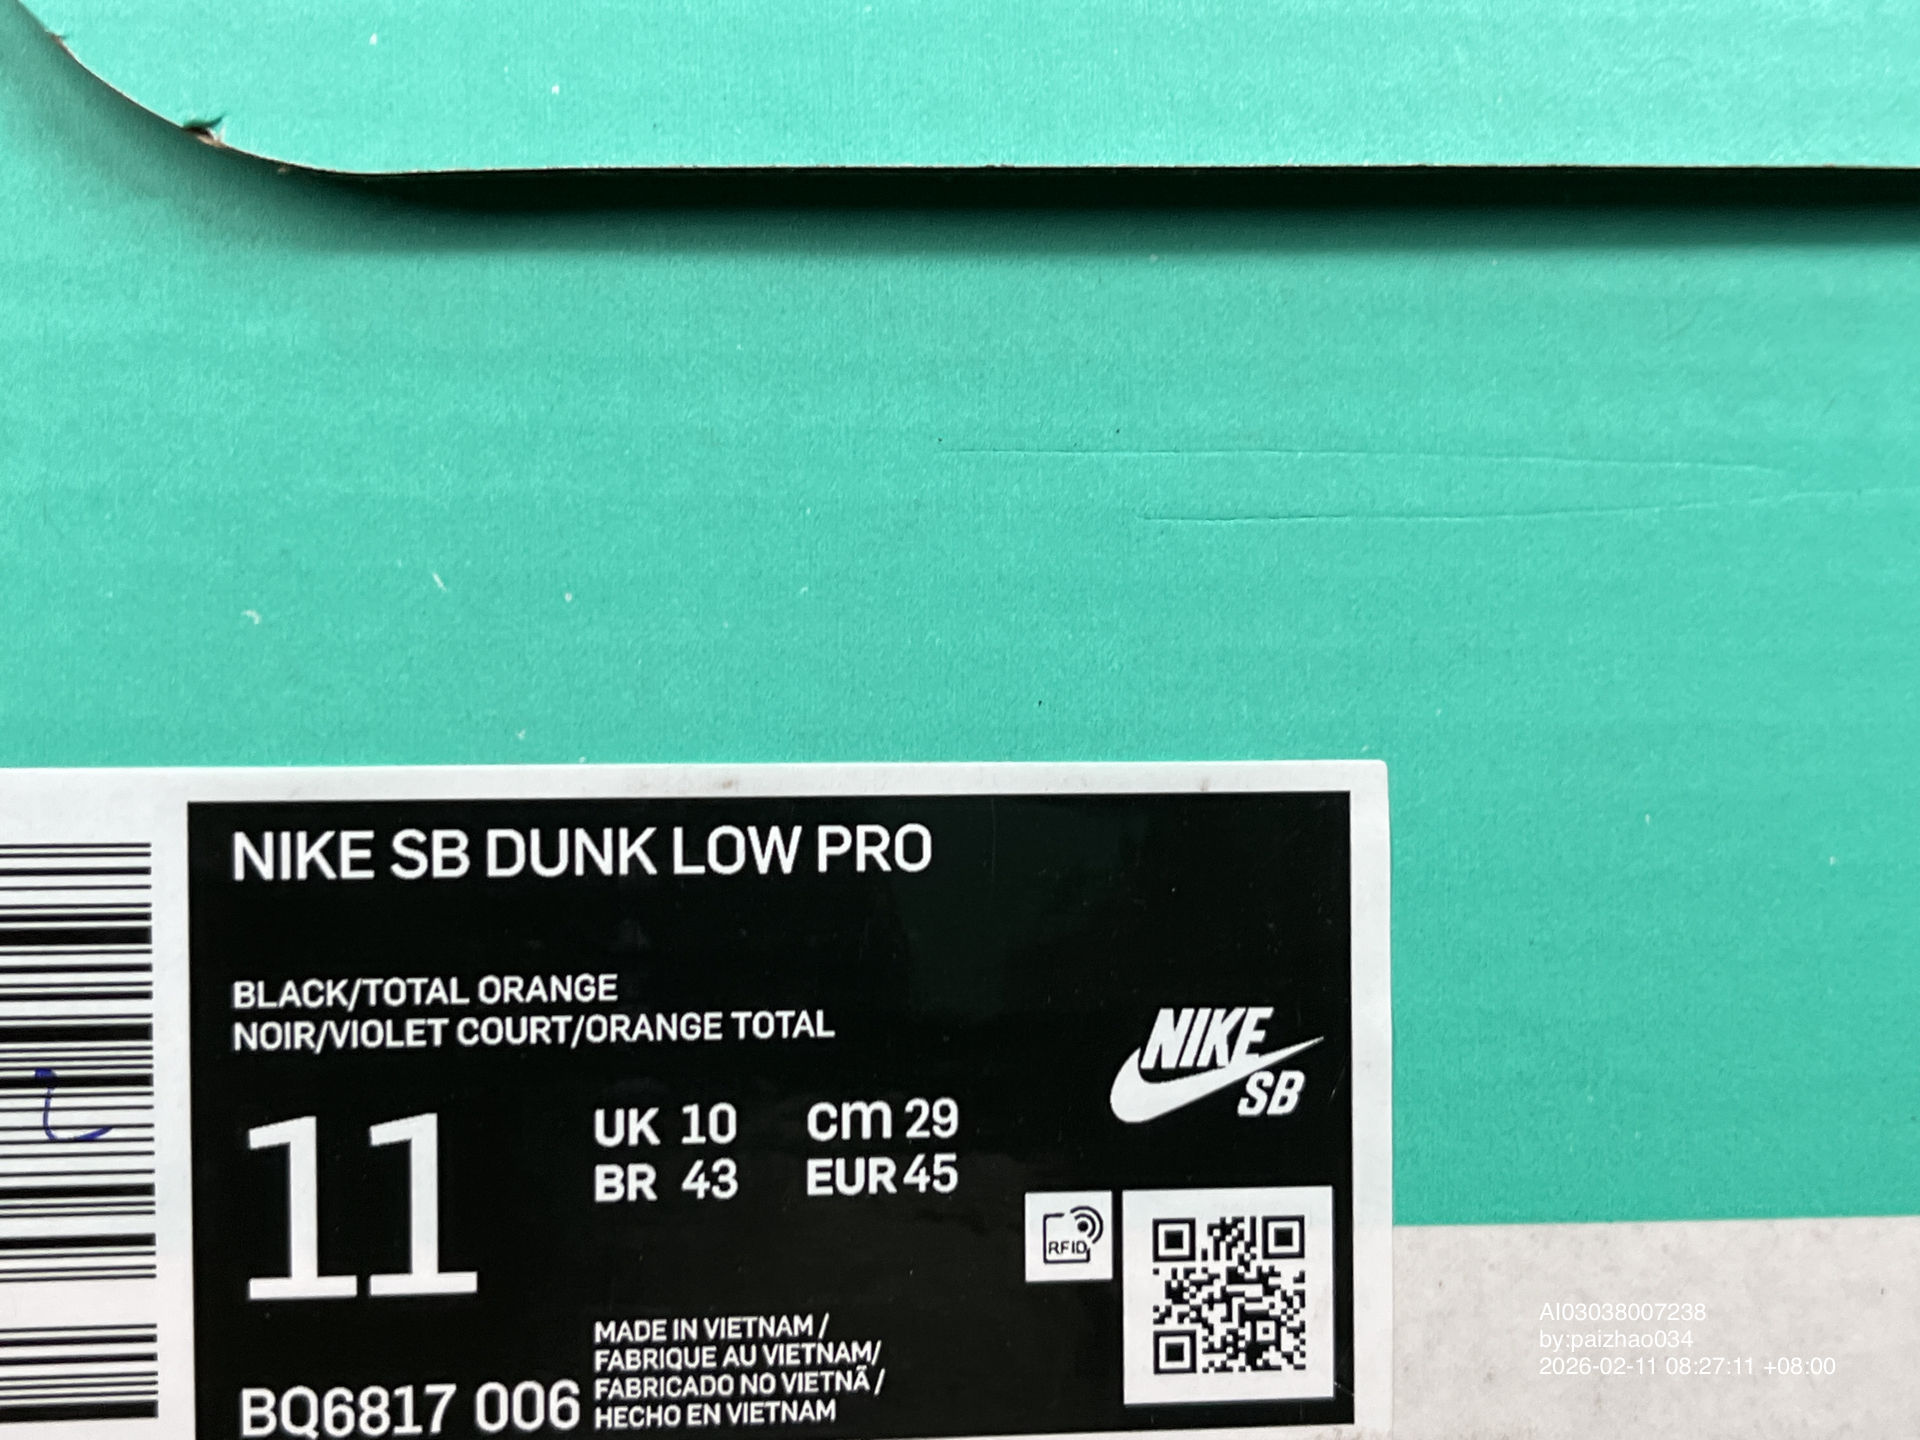 NIKE SB DUNK LOW PRO
BLACK/TOTAL ORANGE
NOIR/VIOLET COURT/ORANGE TOTAL
NIKE
SB
11
UK 10
cm 29
BR 43
EUR 45
RFID
MADE IN VIETNAM /
FABRIQUE AU VIETNAM/
FABRICADO NO VIETNÃ /
HECHO EN VIETNAM
BQ6817 006
AI03038007238
by:paizhao034
2026-02-11 08:27:11 +08:00